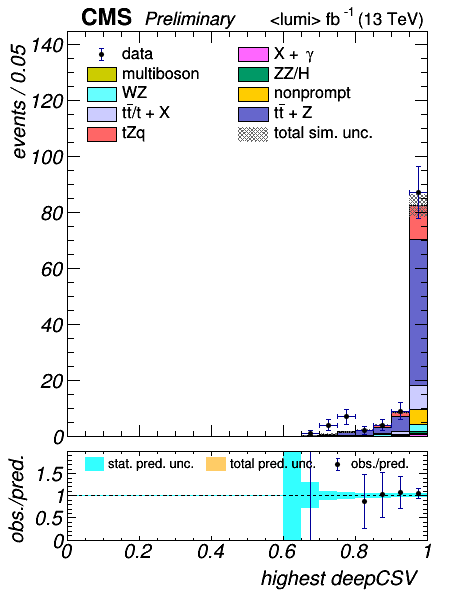 CMS Preliminary <lumi> fb⁻¹ (13 TeV)
events / 0.05
140
120
100
80
60
40
20
0
data
multiboson
WZ
tt̄/t + X
tZq
X + γ
ZZ/H
nonprompt
tt̄ + Z
total sim. unc.
obs./pred.
1.5
1
0.5
0
stat. pred. unc. total pred. unc. obs./pred.
0 0.2 0.4 0.6 0.8 1
highest deepCSV